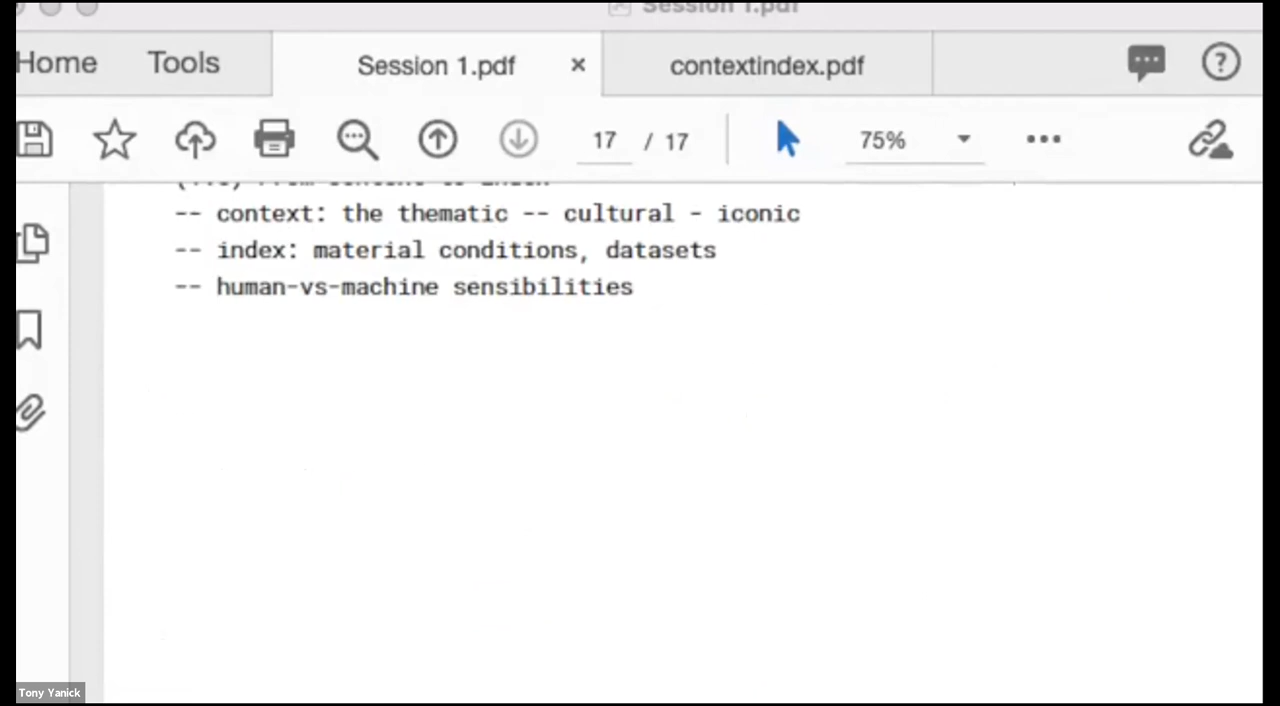 Session 1.pdf
Home Tools Session 1.pdf × contextindex.pdf
17 / 17 75%
to
-- context: the thematic -- cultural - iconic
-- index: material conditions, datasets
-- human-vs-machine sensibilities
Tony Yanick